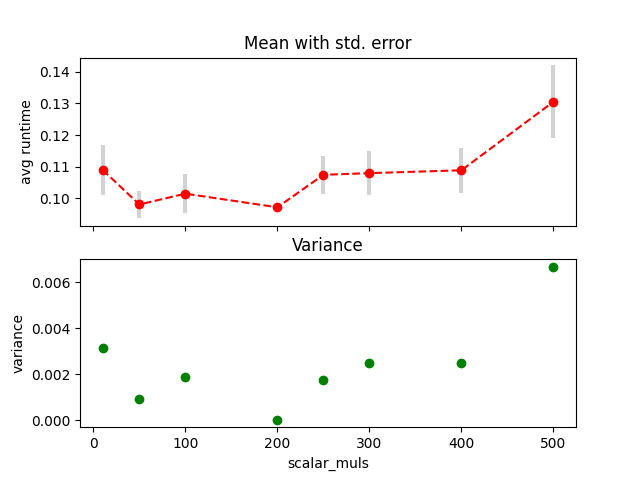 Mean with std. error
avg runtime
0.14
0.13
0.12
0.11
0.10
Variance
variance
0.006
0.004
0.002
0.000
0 100 200 300 400 500
scalar_muls